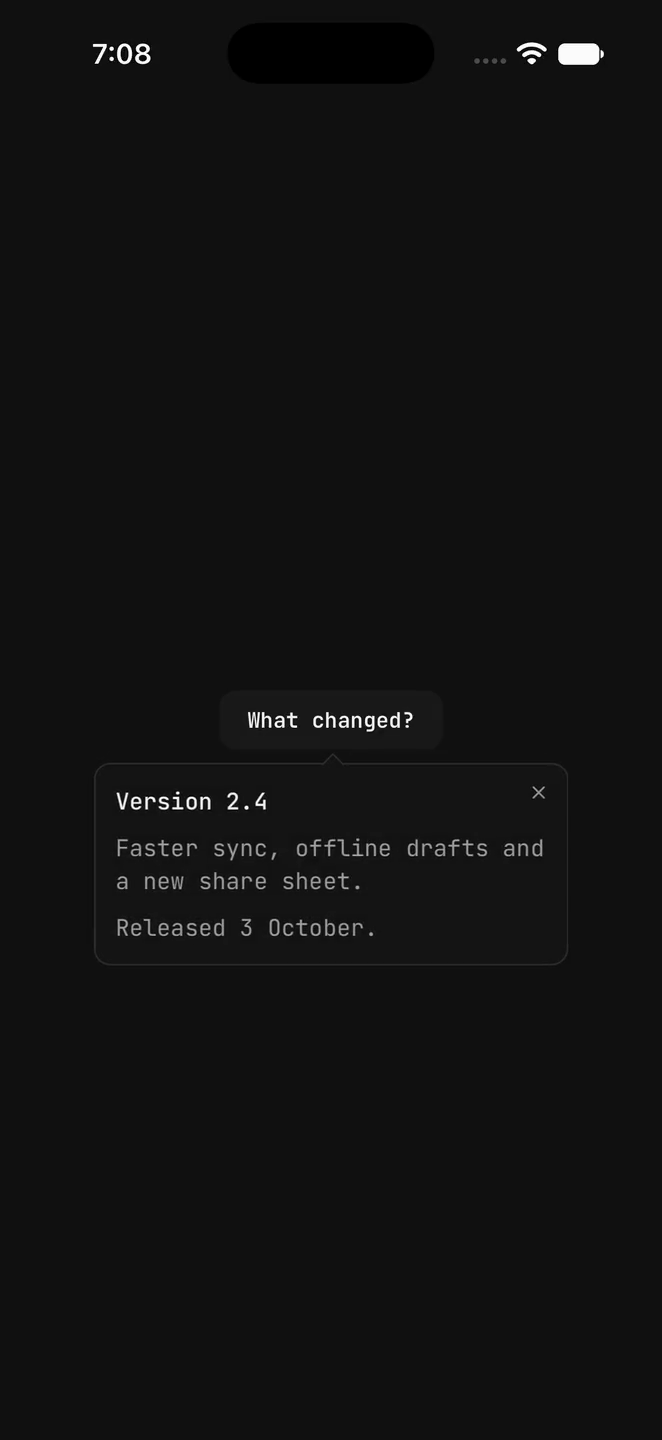 7:08
What changed?
Version 2.4
Faster sync, offline drafts and
a new share sheet.
Released 3 October.